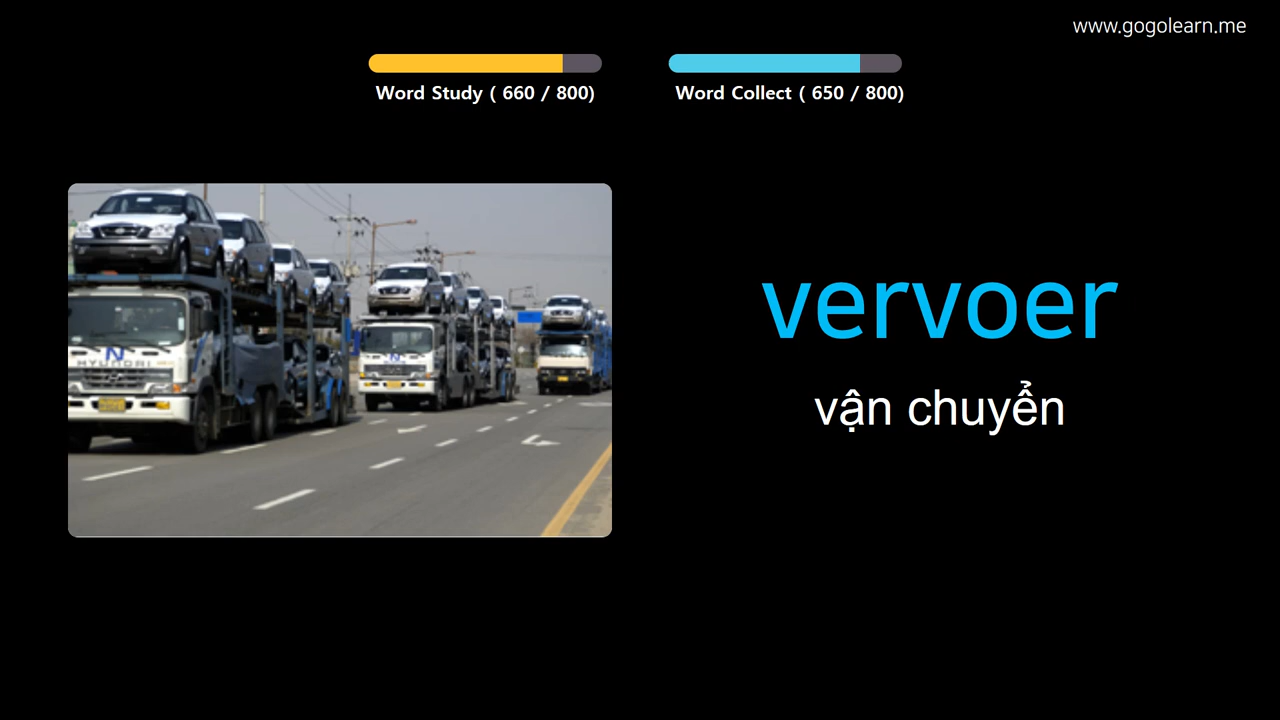 www.gogolearn.me
Word Study ( 660 / 800)
Word Collect ( 650 / 800)
vervoer
vận chuyển
N
HYUNDAI
N